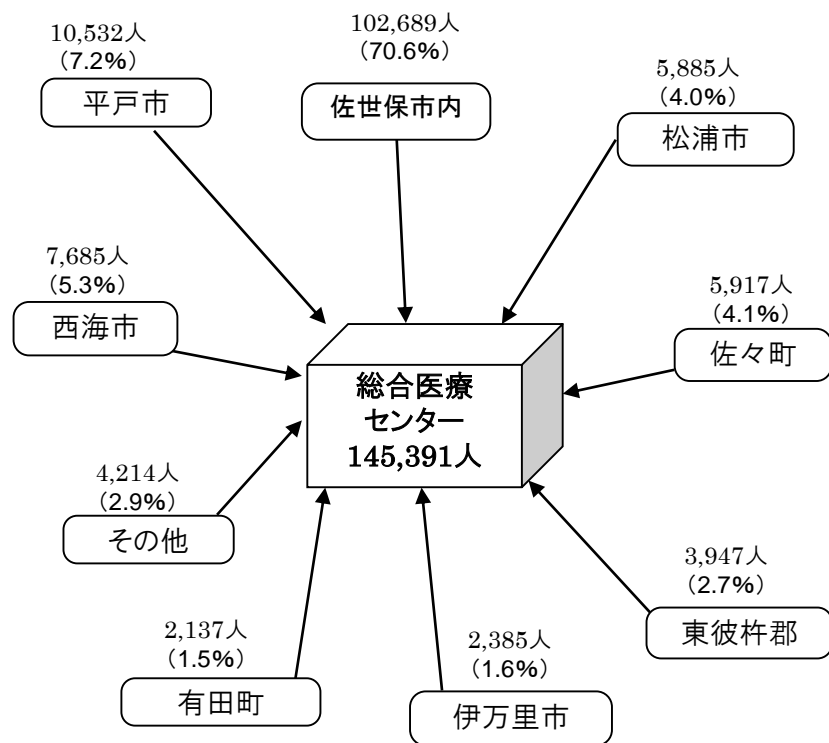 10,532人
（7.2%）
平戸市
102,689人
（70.6%）
佐世保市内
5,885人
（4.0%）
松浦市
7,685人
（5.3%）
西海市
5,917人
（4.1%）
佐々町
総合医療
センター
145,391人
4,214人
（2.9%）
その他
3,947人
（2.7%）
東彼杵郡
2,137人
（1.5%）
有田町
2,385人
（1.6%）
伊万里市